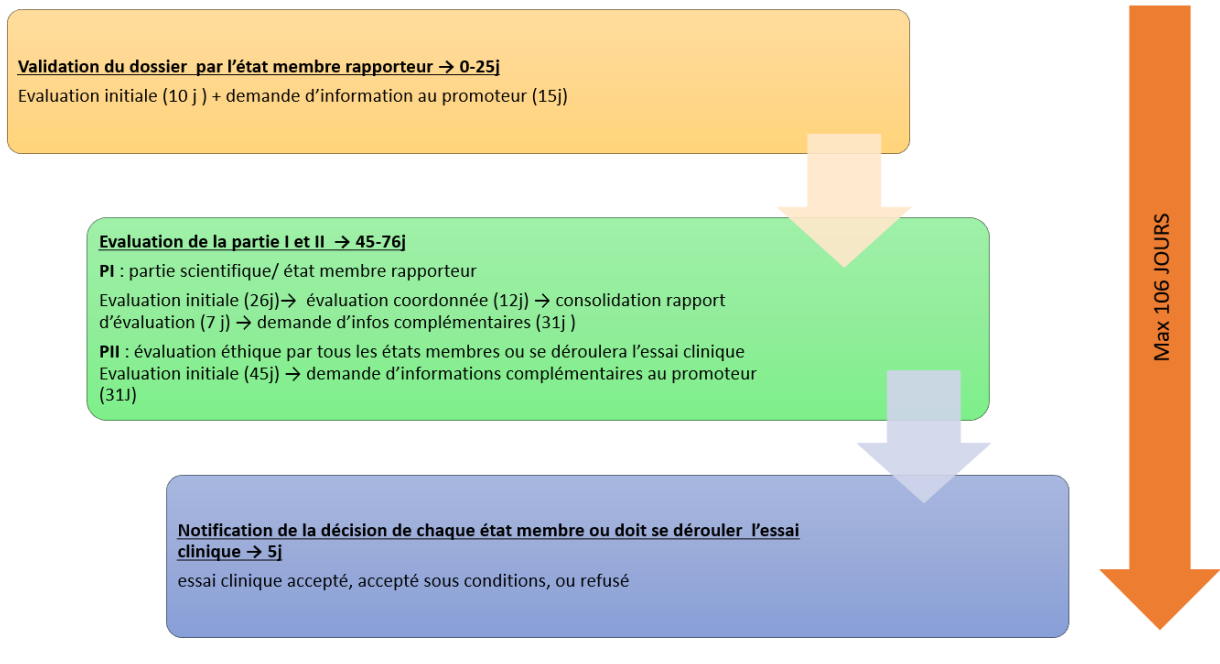 Validation du dossier  par l’état membre rapporteur → 0-25j
Evaluation initiale (10 j ) + demande d’information au promoteur (15j)
Evaluation de la partie I et II  → 45-76j
PI : partie scientifique/ état membre rapporteur
Evaluation initiale (26j)→  évaluation coordonnée (12j) → consolidation rapport
d’évaluation (7 j) → demande d’infos complémentaires (31j )
PII : évaluation éthique par tous les états membres ou se déroulera l’essai clinique
Evaluation initiale (45j) → demande d’informations complémentaires au promoteur
(31J)
Notification de la décision de chaque état membre ou doit se dérouler  l’essai
clinique → 5j
essai clinique accepté, accepté sous conditions, ou refusé
Max 106 JOURS